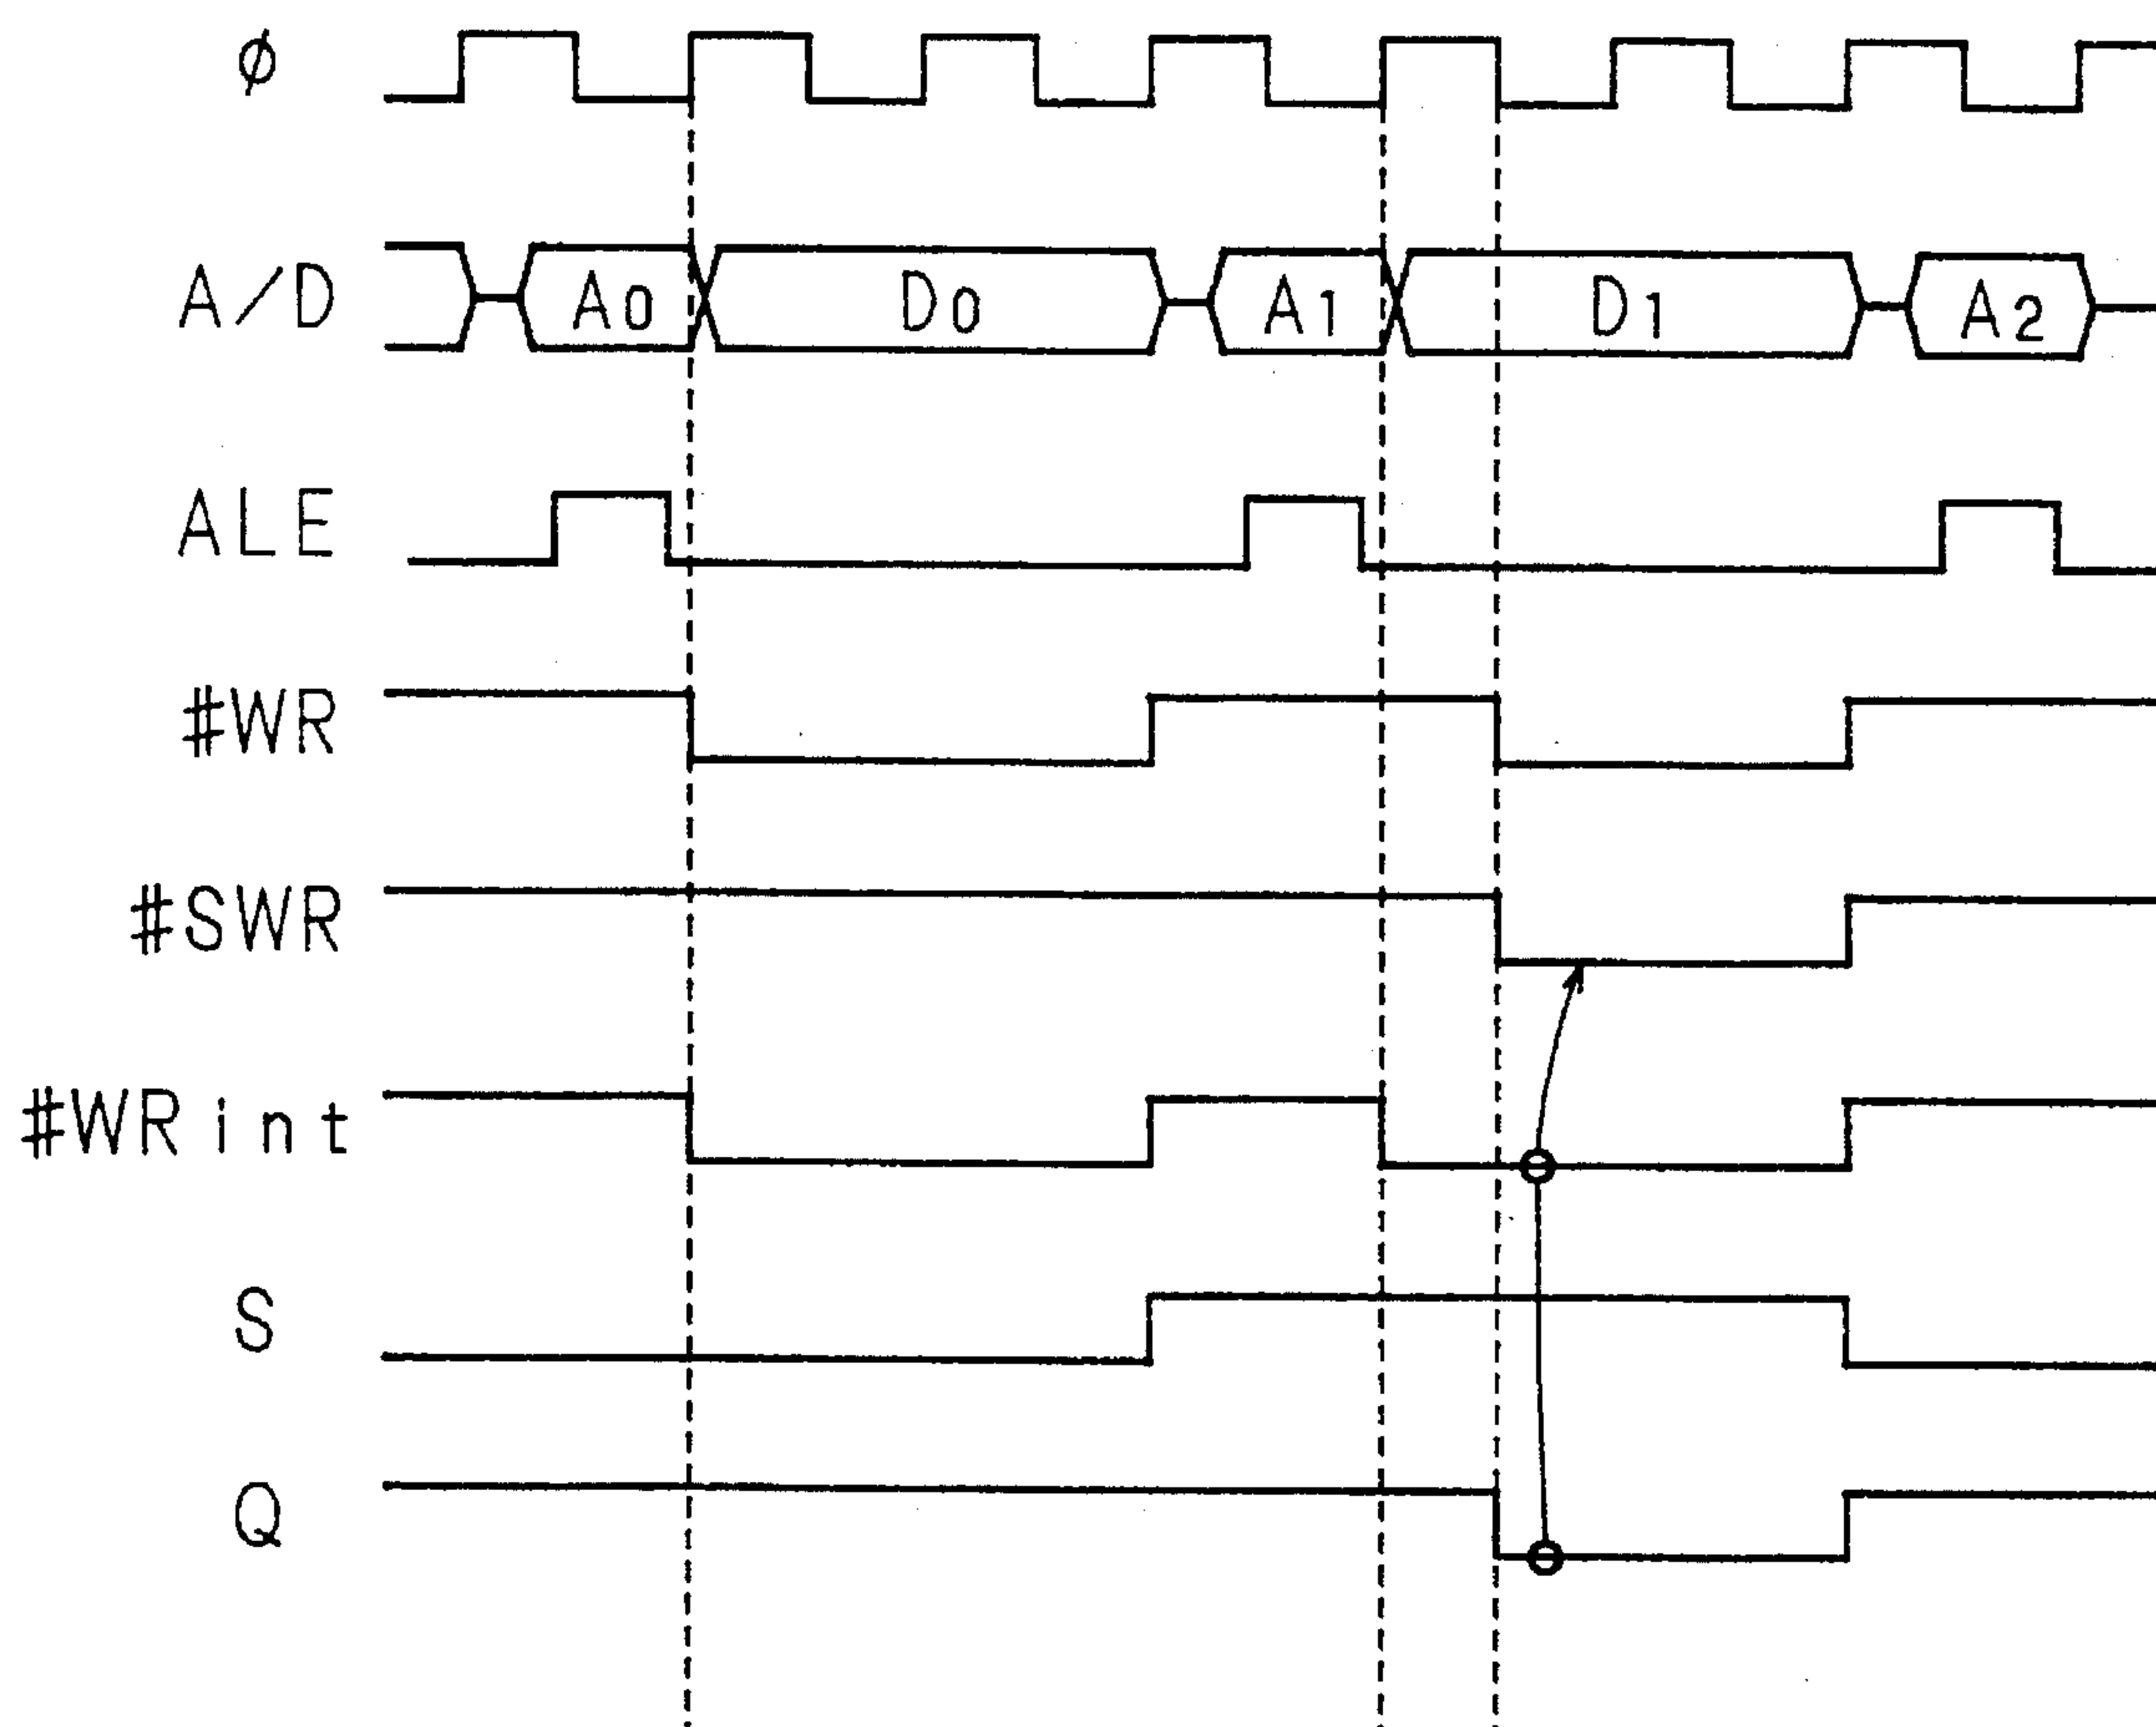 ø
A/D A0 D0 A1 D1 A2
ALE
#WR
#SWR
#WRint
S
Q